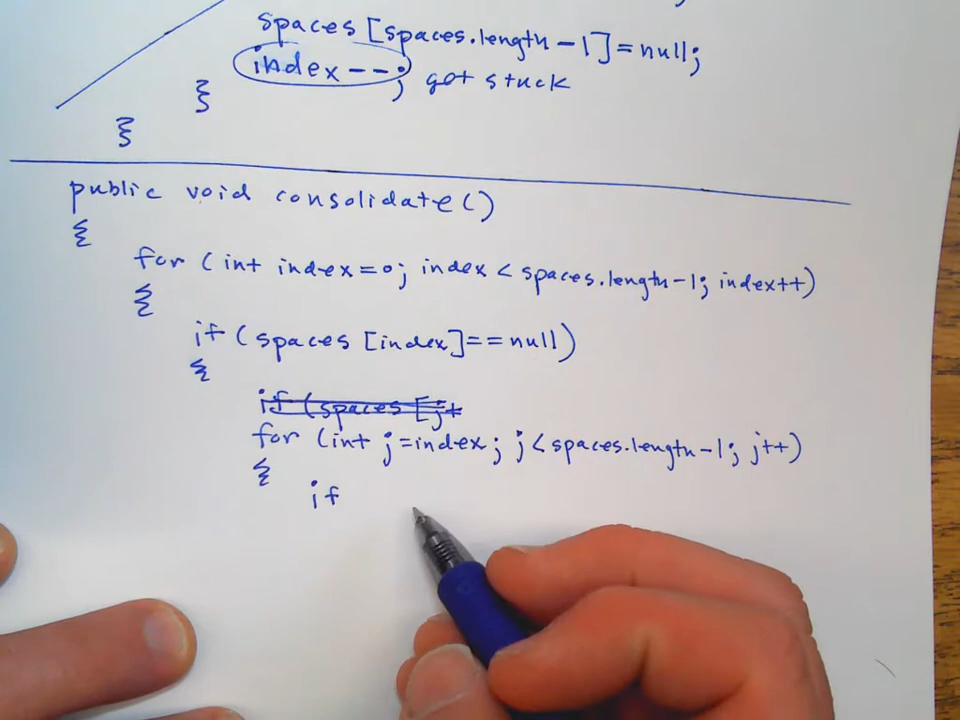 spaces [spaces.length-1]=null;
index--; got stuck
}
}
public void consolidate()
{
for (int index=0; index<spaces.length-1; index++)
{
if (spaces [index]==null)
{
if (spaces [j+
for (int j=index; j<spaces.length-1; j++)
{
if